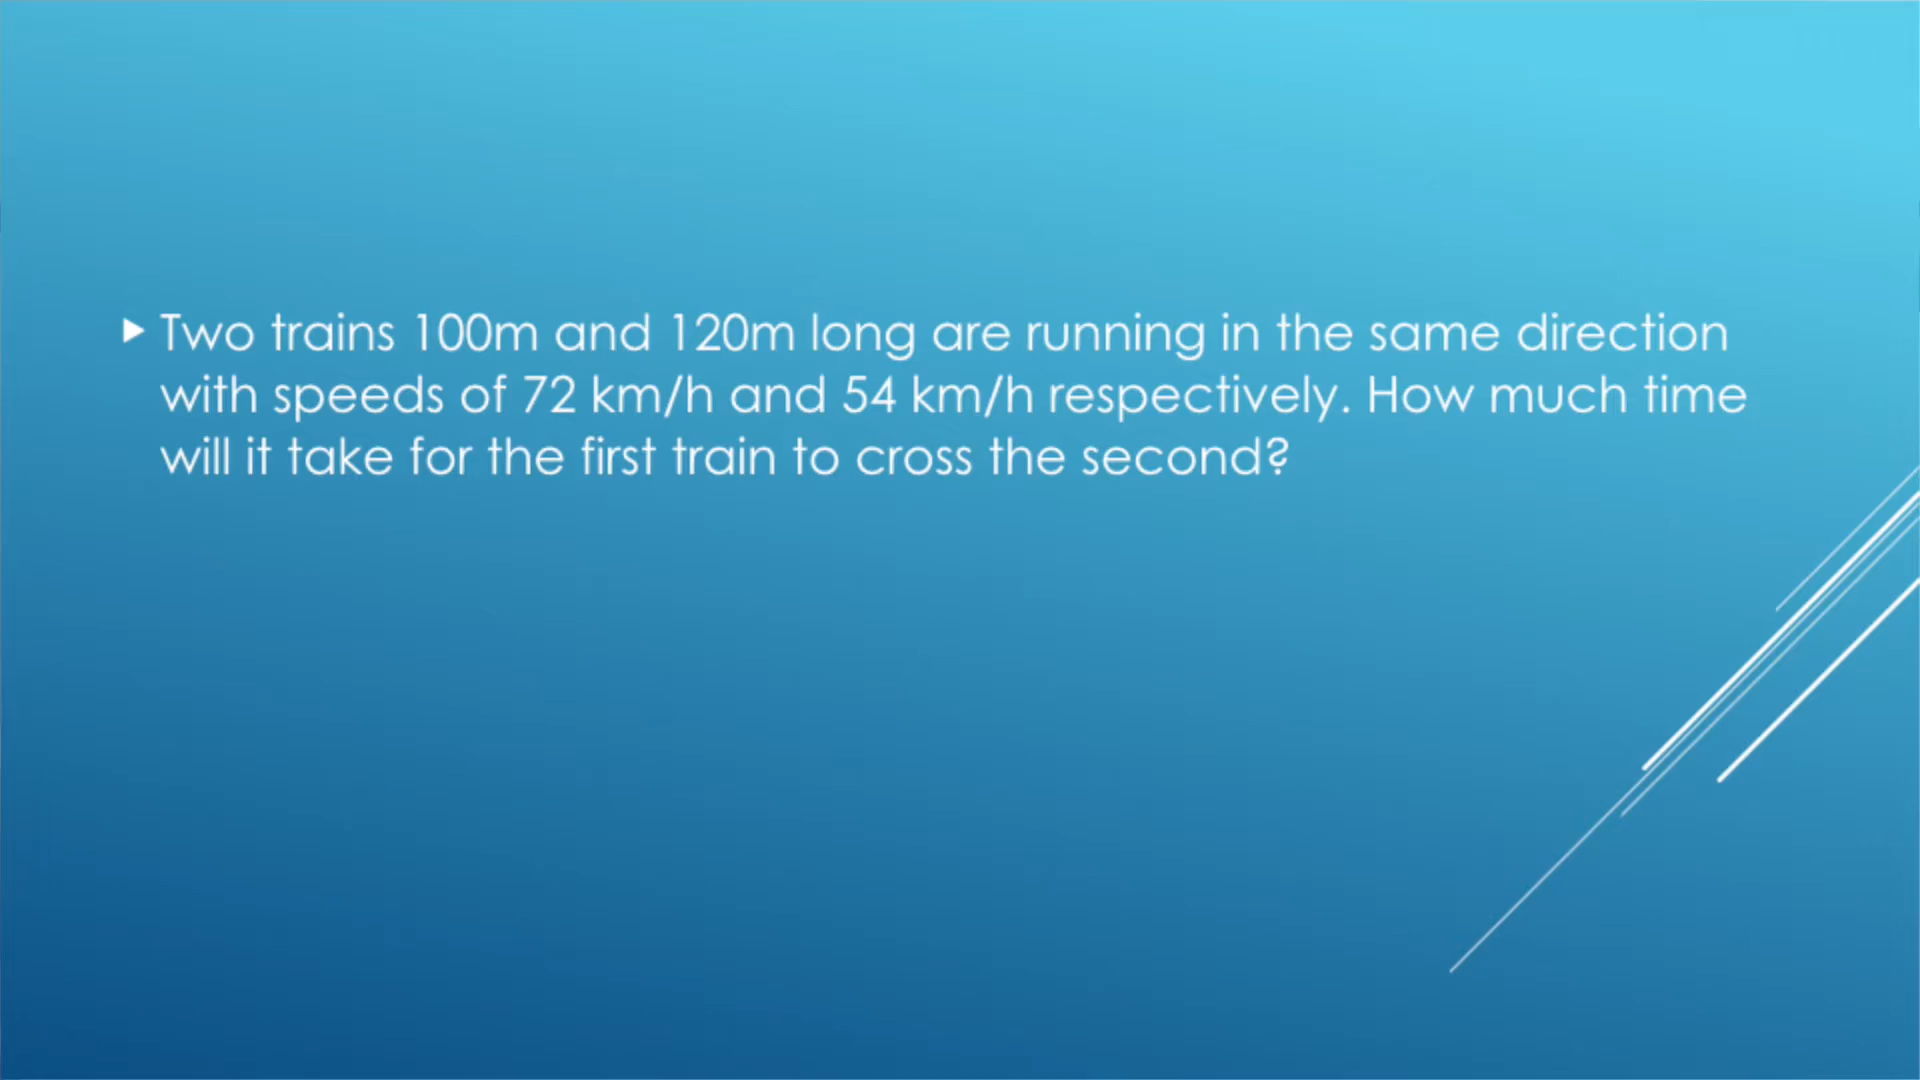 Two trains 100m and 120m long are running in the same direction
with speeds of 72 km/h and 54 km/h respectively. How much time
will it take for the first train to cross the second?